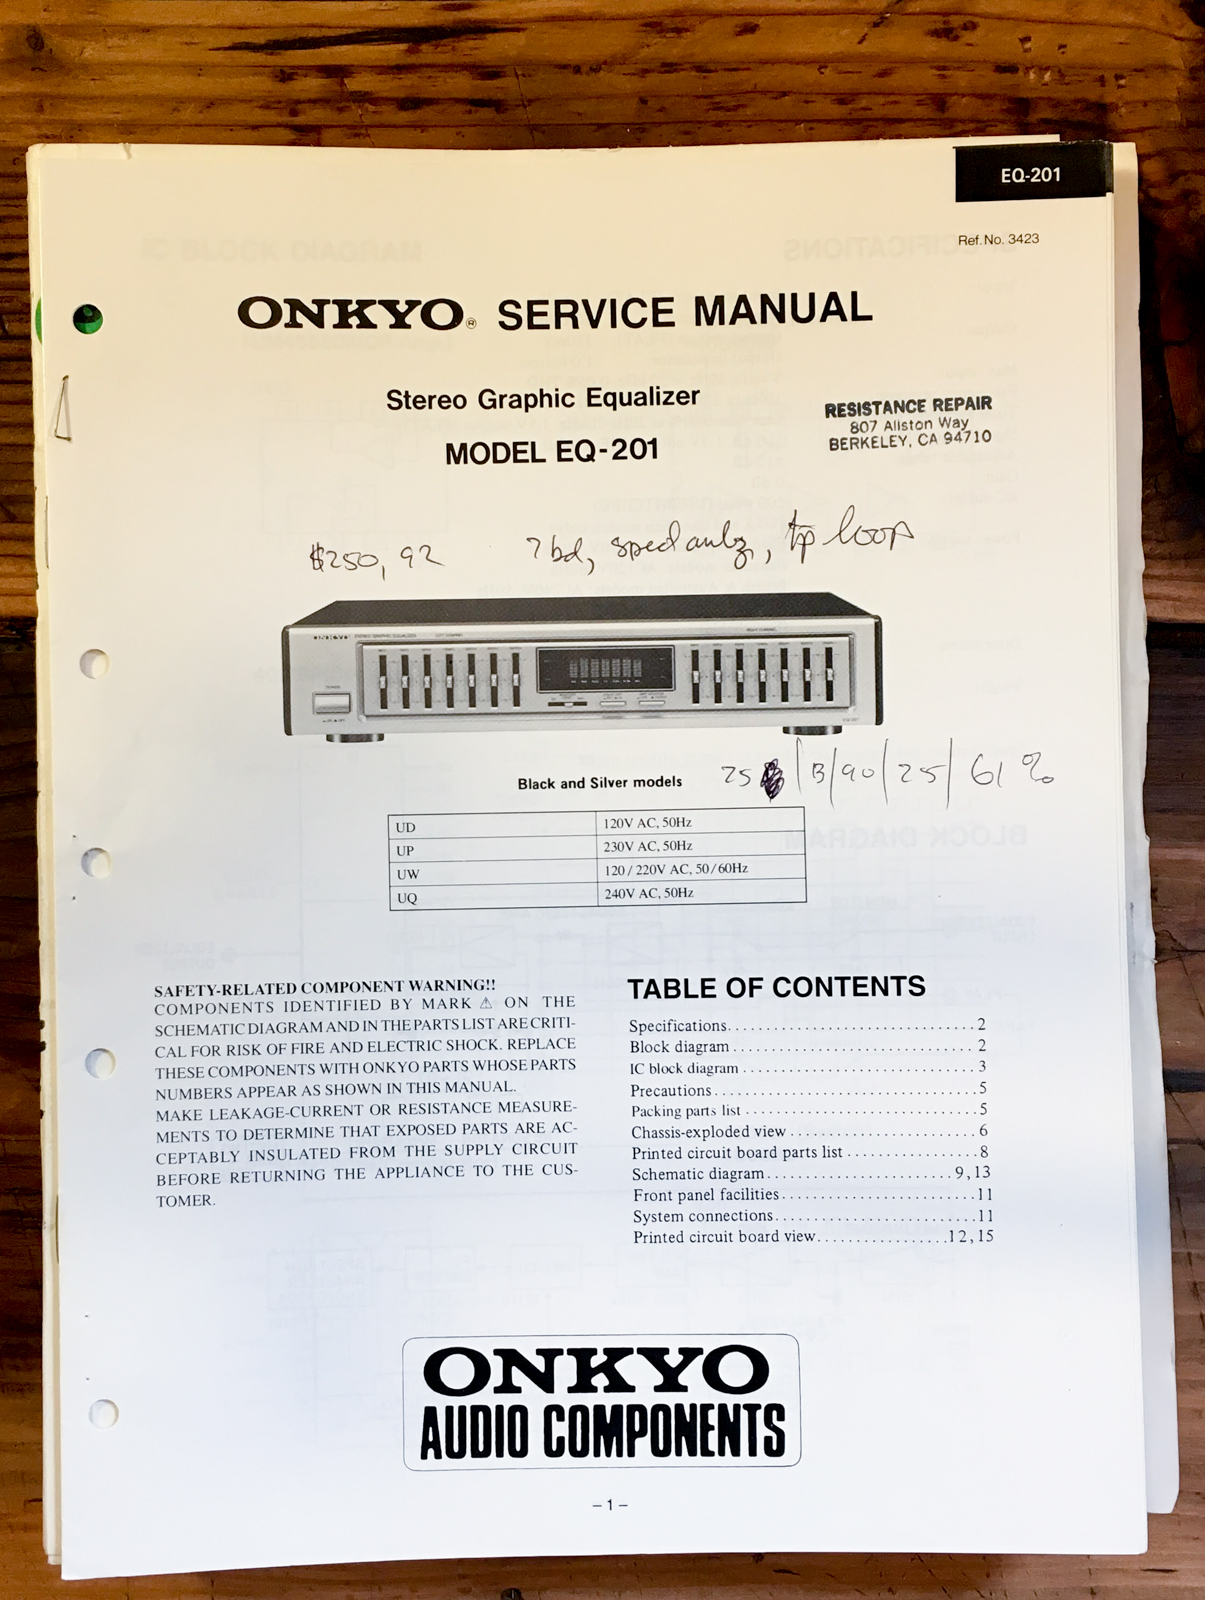 EQ-201
Ref. No. 3423
ONKYO® SERVICE MANUAL
Stereo Graphic Equalizer
MODEL EQ-201
RESISTANCE REPAIR
807 Allston Way
BERKELEY, CA 94710
$250, 92 7bd, spect anlz, tp loop
ONKYO STEREO GRAPHIC EQUALIZER
Black and Silver models
25 |B/90/25/61%
UD 120V AC, 50Hz
UP 230V AC, 50Hz
UW 120/220V AC, 50/60Hz
UQ 240V AC, 50Hz
SAFETY-RELATED COMPONENT WARNING!!
COMPONENTS IDENTIFIED BY MARK ⚠ ON THE
SCHEMATIC DIAGRAM AND IN THE PARTS LIST ARE CRITI-
CAL FOR RISK OF FIRE AND ELECTRIC SHOCK. REPLACE
THESE COMPONENTS WITH ONKYO PARTS WHOSE PARTS
NUMBERS APPEAR AS SHOWN IN THIS MANUAL.
MAKE LEAKAGE-CURRENT OR RESISTANCE MEASURE-
MENTS TO DETERMINE THAT EXPOSED PARTS ARE AC-
CEPTABLY INSULATED FROM THE SUPPLY CIRCUIT
BEFORE RETURNING THE APPLIANCE TO THE CUS-
TOMER.
TABLE OF CONTENTS
Specifications................................2
Block diagram................................2
IC block diagram..............................3
Precautions..................................5
Packing parts list..............................5
Chassis-exploded view.........................6
Printed circuit board parts list.................8
Schematic diagram........................9,13
Front panel facilities.........................11
System connections..........................11
Printed circuit board view.................12,15
ONKYO
AUDIO COMPONENTS
– 1 –